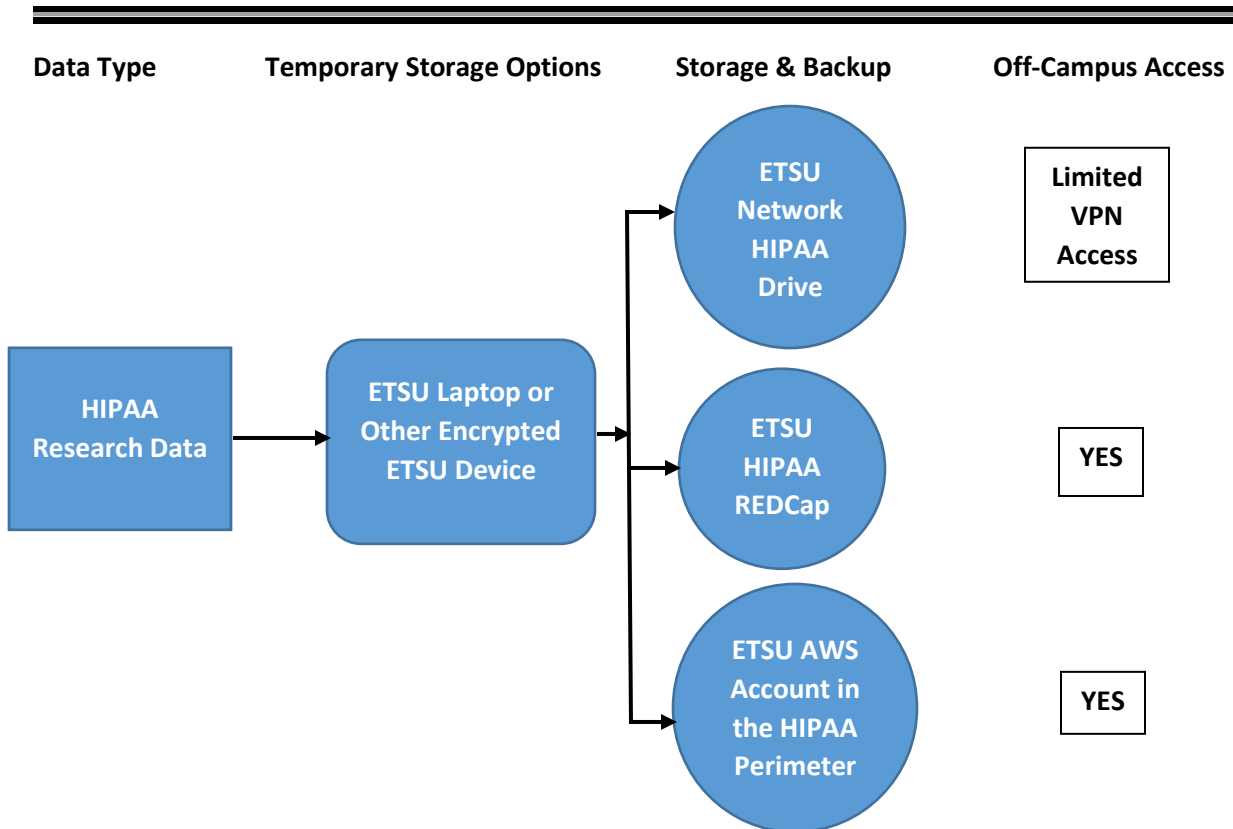 Data Type Temporary Storage Options Storage & Backup Off-Campus Access
HIPAA
Research Data
ETSU Laptop or
Other Encrypted
ETSU Device
ETSU
Network
HIPAA
Drive
Limited
VPN
Access
ETSU
HIPAA
REDCap
YES
ETSU AWS
Account in
the HIPAA
Perimeter
YES